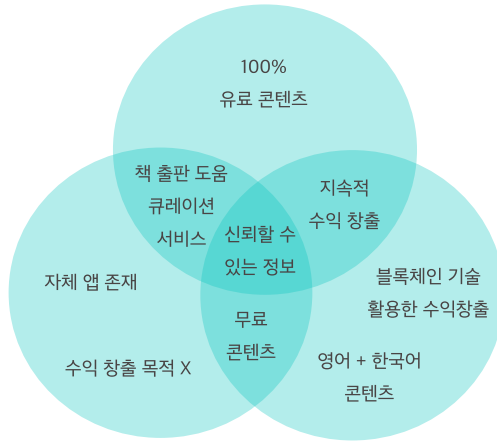 100%
유료 콘텐츠
책 출판 도움
큐레이션
서비스
지속적
수익 창출
신뢰할 수
있는 정보
자체 앱 존재
블록체인 기술
활용한 수익창출
무료
콘텐츠
수익 창출 목적 X
영어 + 한국어
콘텐츠